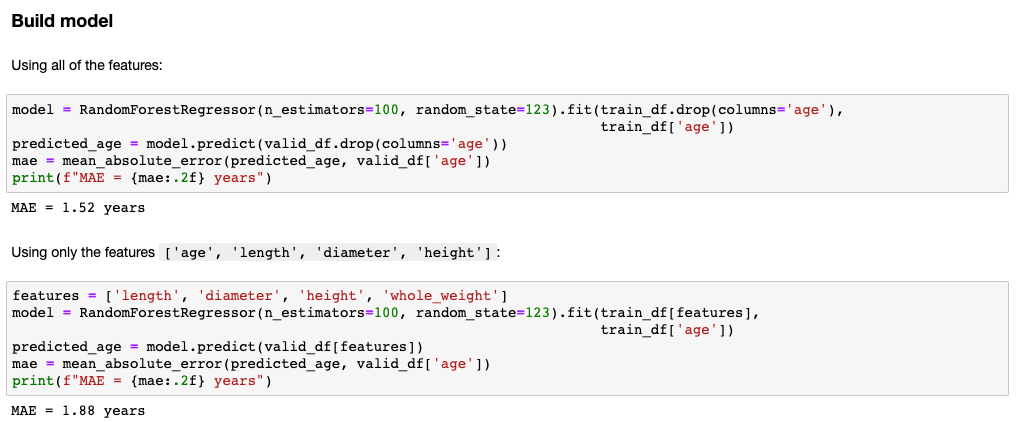 Build model
Using all of the features:
model = RandomForestRegressor(n_estimators=100, random_state=123).fit(train_df.drop(columns='age'),
train_df['age'])
predicted_age = model.predict(valid_df.drop(columns='age'))
mae = mean_absolute_error(predicted_age, valid_df['age'])
print(f"MAE = {mae:.2f} years")
MAE = 1.52 years
Using only the features ['age', 'length', 'diameter', 'height']:
features = ['length', 'diameter', 'height', 'whole_weight']
model = RandomForestRegressor(n_estimators=100, random_state=123).fit(train_df[features],
train_df['age'])
predicted_age = model.predict(valid_df[features])
mae = mean_absolute_error(predicted_age, valid_df['age'])
print(f"MAE = {mae:.2f} years")
MAE = 1.88 years